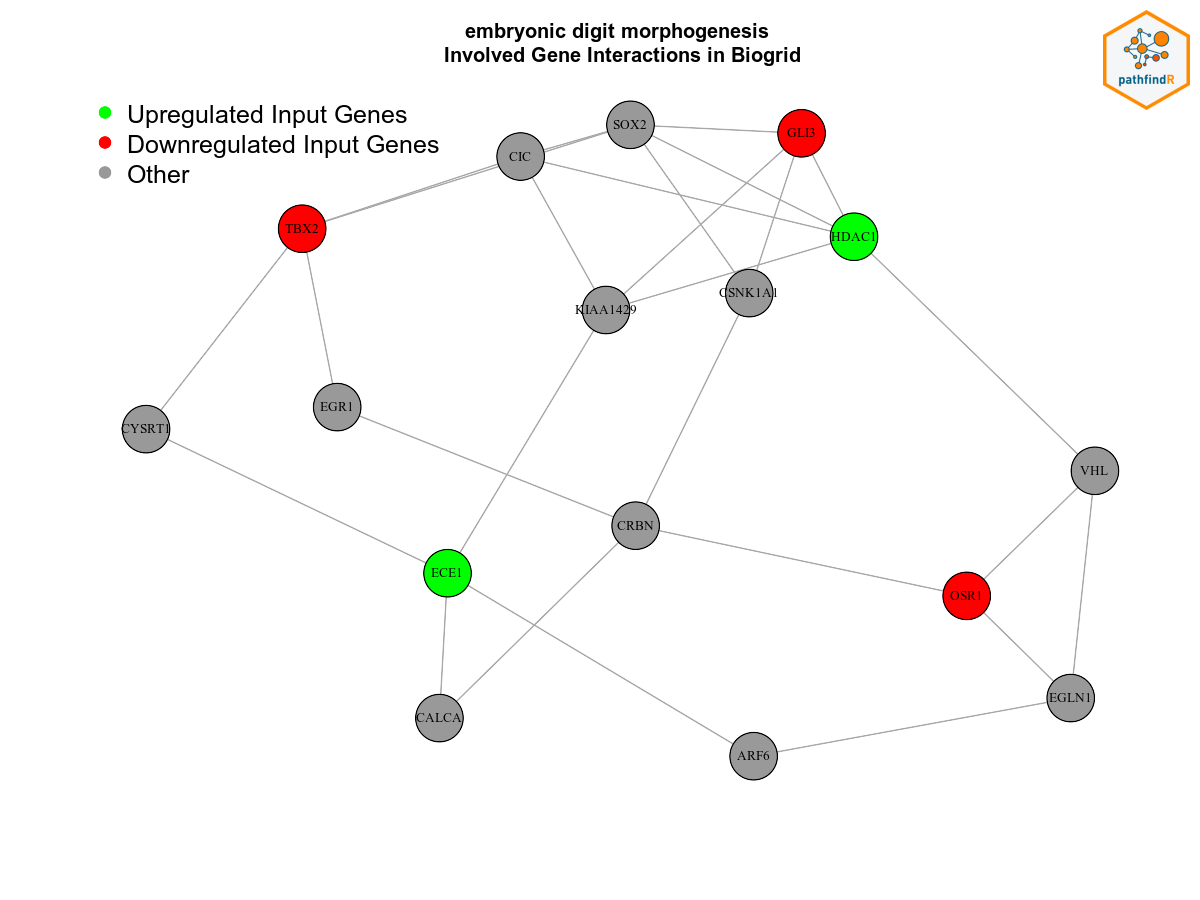 embryonic digit morphogenesis
Involved Gene Interactions in Biogrid
pathfindR
Upregulated Input Genes
Downregulated Input Genes
Other
SOX2
GLI3
CIC
TBX2
HDAC1
CSNK1A1
KIAA1429
EGR1
CYSRT1
VHL
CRBN
ECE1
OSR1
EGLN1
CALCA
ARF6